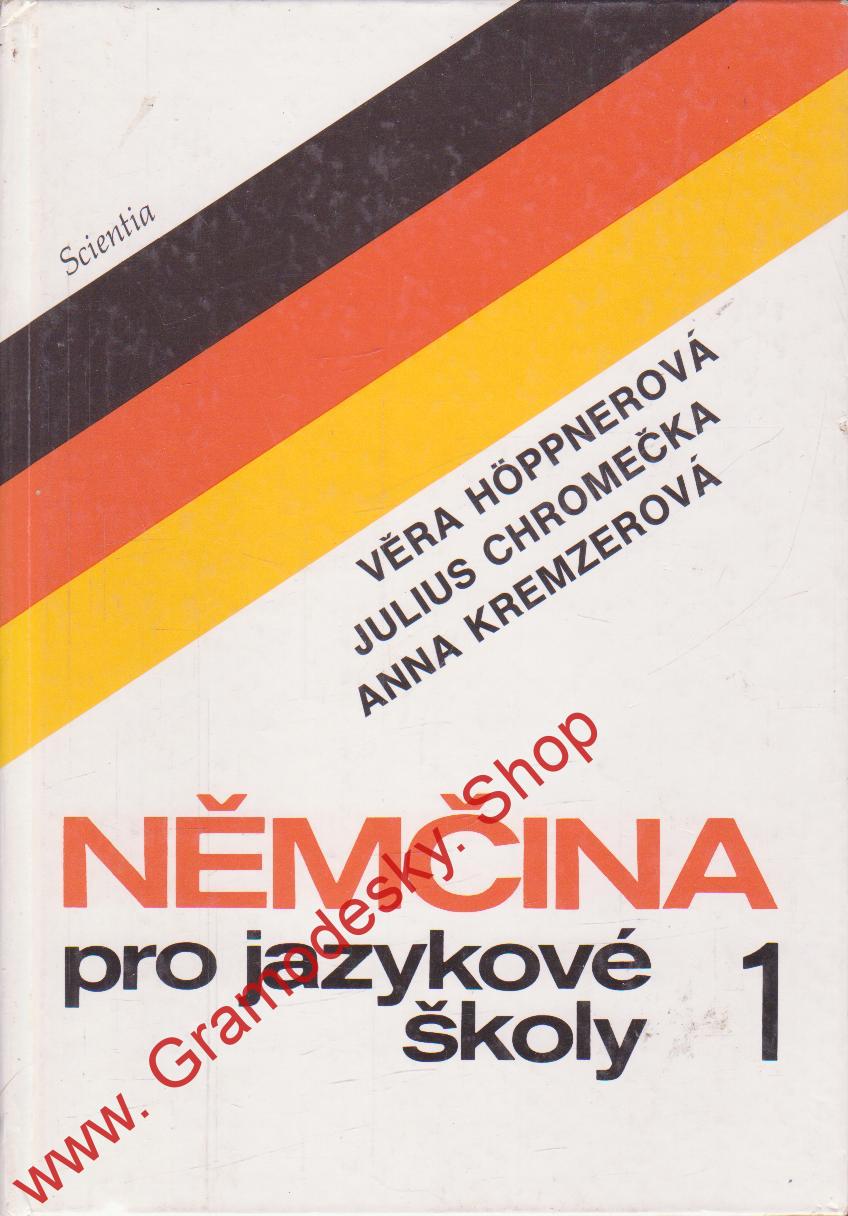 Scientia
VĚRA HÖPPNEROVÁ
JULIUS CHROMEČKA
ANNA KREMZEROVÁ
NĚMČINA
pro jazykové
školy 1
www. Gramodesky. Shop